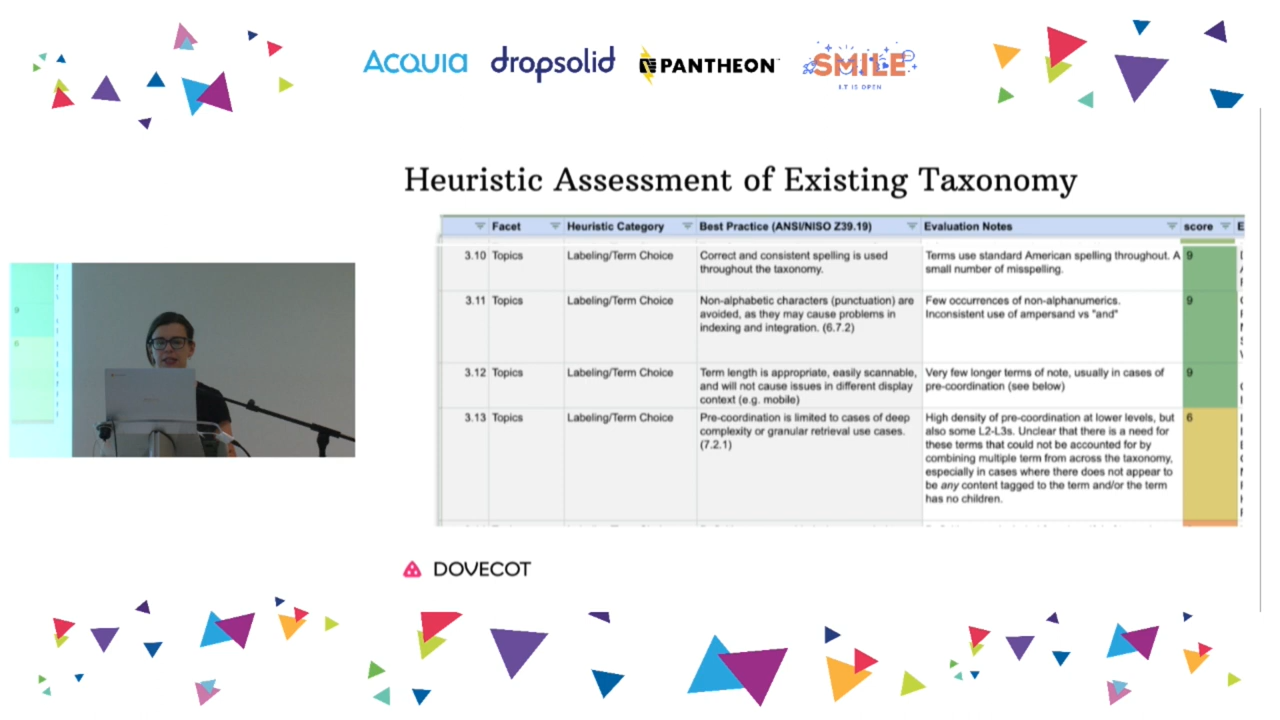 ACQUIA dropsolid PANTHEON SMILE
IT IS OPEN
Heuristic Assessment of Existing Taxonomy
Facet Heuristic Category Best Practice (ANSI/NISO Z39.19) Evaluation Notes score E
3.10 Topics Labeling/Term Choice Correct and consistent spelling is used Terms use standard American spelling throughout. A 9
throughout the taxonomy. small number of misspelling.
3.11 Topics Labeling/Term Choice Non-alphabetic characters (punctuation) are Few occurrences of non-alphanumerics. 9
avoided, as they may cause problems in Inconsistent use of ampersand vs "and"
indexing and integration. (6.7.2)
3.12 Topics Labeling/Term Choice Term length is appropriate, easily scannable, Very few longer terms of note, usually in cases of 9
and will not cause issues in different display pre-coordination (see below)
context (e.g. mobile)
3.13 Topics Labeling/Term Choice Pre-coordination is limited to cases of deep High density of pre-coordination at lower levels, but 6
complexity or granular retrieval use cases. also some L2-L3s. Unclear that there is a need for
(7.2.1) these terms that could not be accounted for by
combining multiple term from across the taxonomy,
especially in cases where there does not appear to
be any content tagged to the term and/or the term
has no children.
9
6
DOVECOT